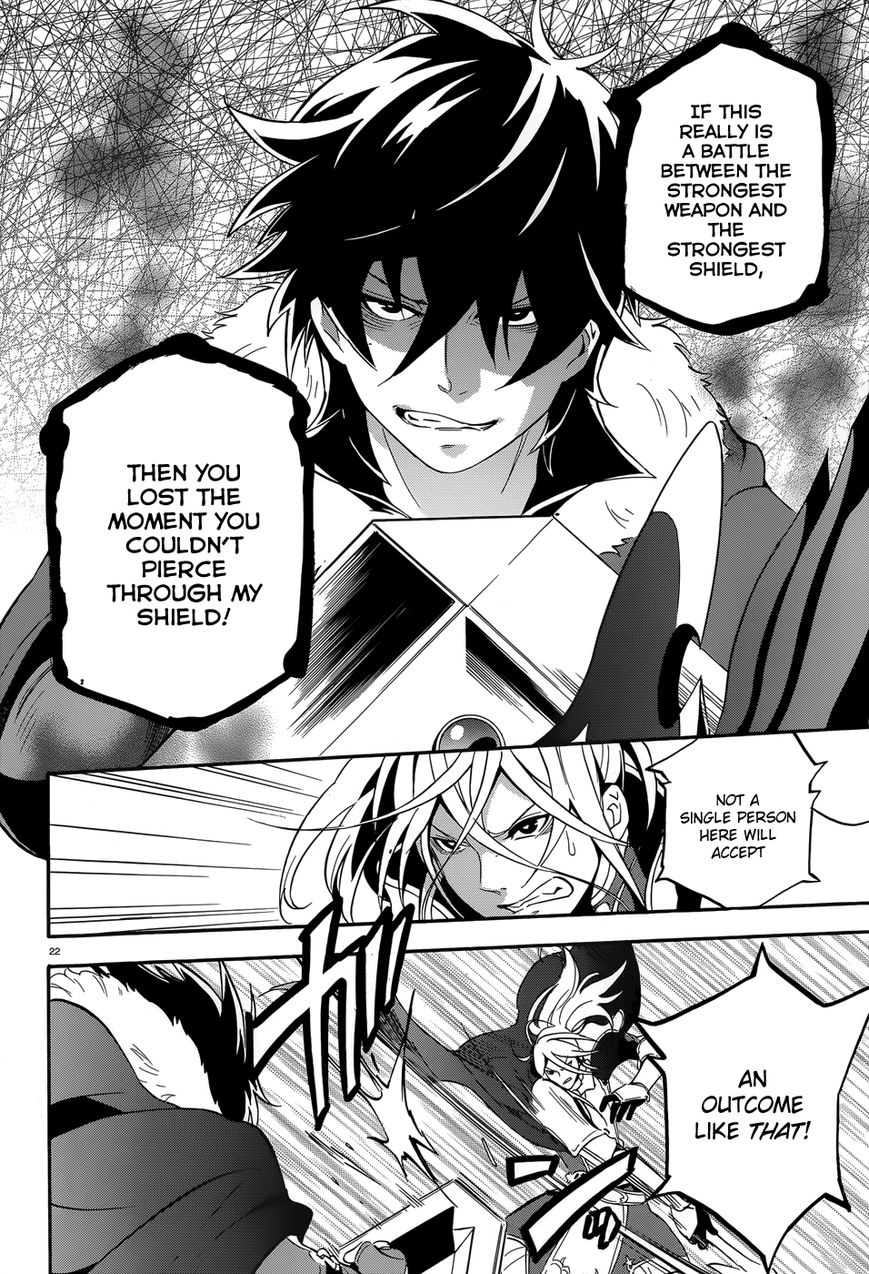 IF THIS
REALLY IS
A BATTLE
BETWEEN THE
STRONGEST
WEAPON AND
THE
STRONGEST
SHIELD,
THEN YOU
LOST THE
MOMENT YOU
COULDN'T
PIERCE
THROUGH MY
SHIELD!
NOT A
SINGLE PERSON
HERE WILL
ACCEPT
22
AN
OUTCOME
LIKE THAT!